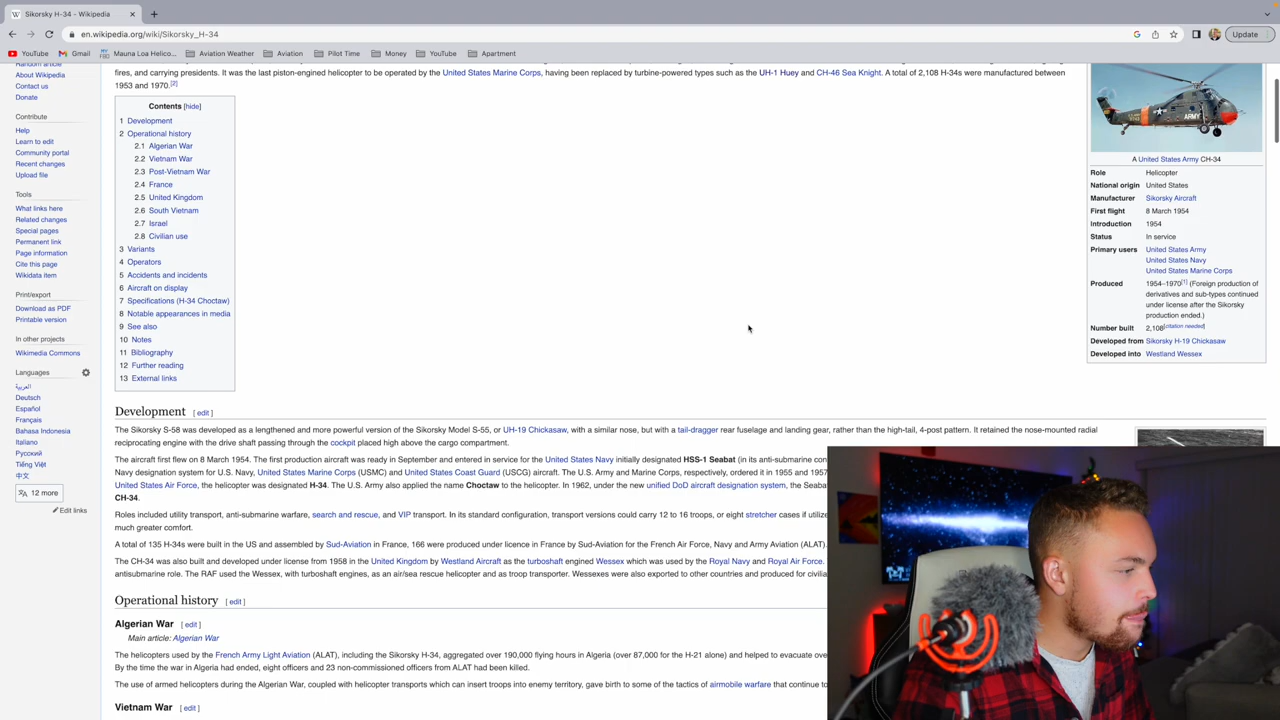 Sikorsky H-34 - Wikipedia
en.wikipedia.org/wiki/Sikorsky_H-34
Update
YouTube Gmail Mauna Loa Helico... Aviation Weather Aviation Pilot Time Money YouTube Apartment
Random article
About Wikipedia
Contact us
Donate
Contribute
Help
Learn to edit
Community portal
Recent changes
Upload file
Tools
What links here
Related changes
Special pages
Permanent link
Page information
Cite this page
Wikidata item
Print/export
Download as PDF
Printable version
In other projects
Wikimedia Commons
Languages
العربية
Deutsch
Español
Français
Bahasa Indonesia
Italiano
Русский
Tiếng Việt
中文
12 more
Edit links
fires, and carrying presidents. It was the last piston-engined helicopter to be operated by the United States Marine Corps, having been replaced by turbine-powered types such as the UH-1 Huey and CH-46 Sea Knight. A total of 2,108 H-34s were manufactured between
1953 and 1970.[2]
Contents [hide]
1 Development
2 Operational history
2.1 Algerian War
2.2 Vietnam War
2.3 Post-Vietnam War
2.4 France
2.5 United Kingdom
2.6 South Vietnam
2.7 Israel
2.8 Civilian use
3 Variants
4 Operators
5 Accidents and incidents
6 Aircraft on display
7 Specifications (H-34 Choctaw)
8 Notable appearances in media
9 See also
10 Notes
11 Bibliography
12 Further reading
13 External links
ARMY
A United States Army CH-34
Role Helicopter
National origin United States
Manufacturer Sikorsky Aircraft
First flight 8 March 1954
Introduction 1954
Status In service
Primary users United States Army
United States Navy
United States Marine Corps
Produced 1954–1970[1] (Foreign production of
derivatives and sub-types continued
under license after the Sikorsky
production ended.)
Number built 2,108[citation needed]
Developed from Sikorsky H-19 Chickasaw
Developed into Westland Wessex
Development [ edit ]
The Sikorsky S-58 was developed as a lengthened and more powerful version of the Sikorsky Model S-55, or UH-19 Chickasaw, with a similar nose, but with a tail-dragger rear fuselage and landing gear, rather than the high-tail, 4-post pattern. It retained the nose-mounted radial
reciprocating engine with the drive shaft passing through the cockpit placed high above the cargo compartment.
The aircraft first flew on 8 March 1954. The first production aircraft was ready in September and entered in service for the United States Navy initially designated HSS-1 Seabat (in its anti-submarine con
Navy designation system for U.S. Navy, United States Marine Corps (USMC) and United States Coast Guard (USCG) aircraft. The U.S. Army and Marine Corps, respectively, ordered it in 1955 and 1957
United States Air Force, the helicopter was designated H-34. The U.S. Army also applied the name Choctaw to the helicopter. In 1962, under the new unified DoD aircraft designation system, the Seaba
CH-34.
Roles included utility transport, anti-submarine warfare, search and rescue, and VIP transport. In its standard configuration, transport versions could carry 12 to 16 troops, or eight stretcher cases if utilize
much greater comfort.
A total of 135 H-34s were built in the US and assembled by Sud-Aviation in France, 166 were produced under licence in France by Sud-Aviation for the French Air Force, Navy and Army Aviation (ALAT).
The CH-34 was also built and developed under license from 1958 in the United Kingdom by Westland Aircraft as the turboshaft engined Wessex which was used by the Royal Navy and Royal Air Force.
antisubmarine role. The RAF used the Wessex, with turboshaft engines, as an air/sea rescue helicopter and as troop transporter. Wessexes were also exported to other countries and produced for civilia
Operational history [ edit ]
Algerian War [ edit ]
Main article: Algerian War
The helicopters used by the French Army Light Aviation (ALAT), including the Sikorsky H-34, aggregated over 190,000 flying hours in Algeria (over 87,000 for the H-21 alone) and helped to evacuate ove
By the time the war in Algeria had ended, eight officers and 23 non-commissioned officers from ALAT had been killed.
The use of armed helicopters during the Algerian War, coupled with helicopter transports which can insert troops into enemy territory, gave birth to some of the tactics of airmobile warfare that continue to
Vietnam War [ edit ]